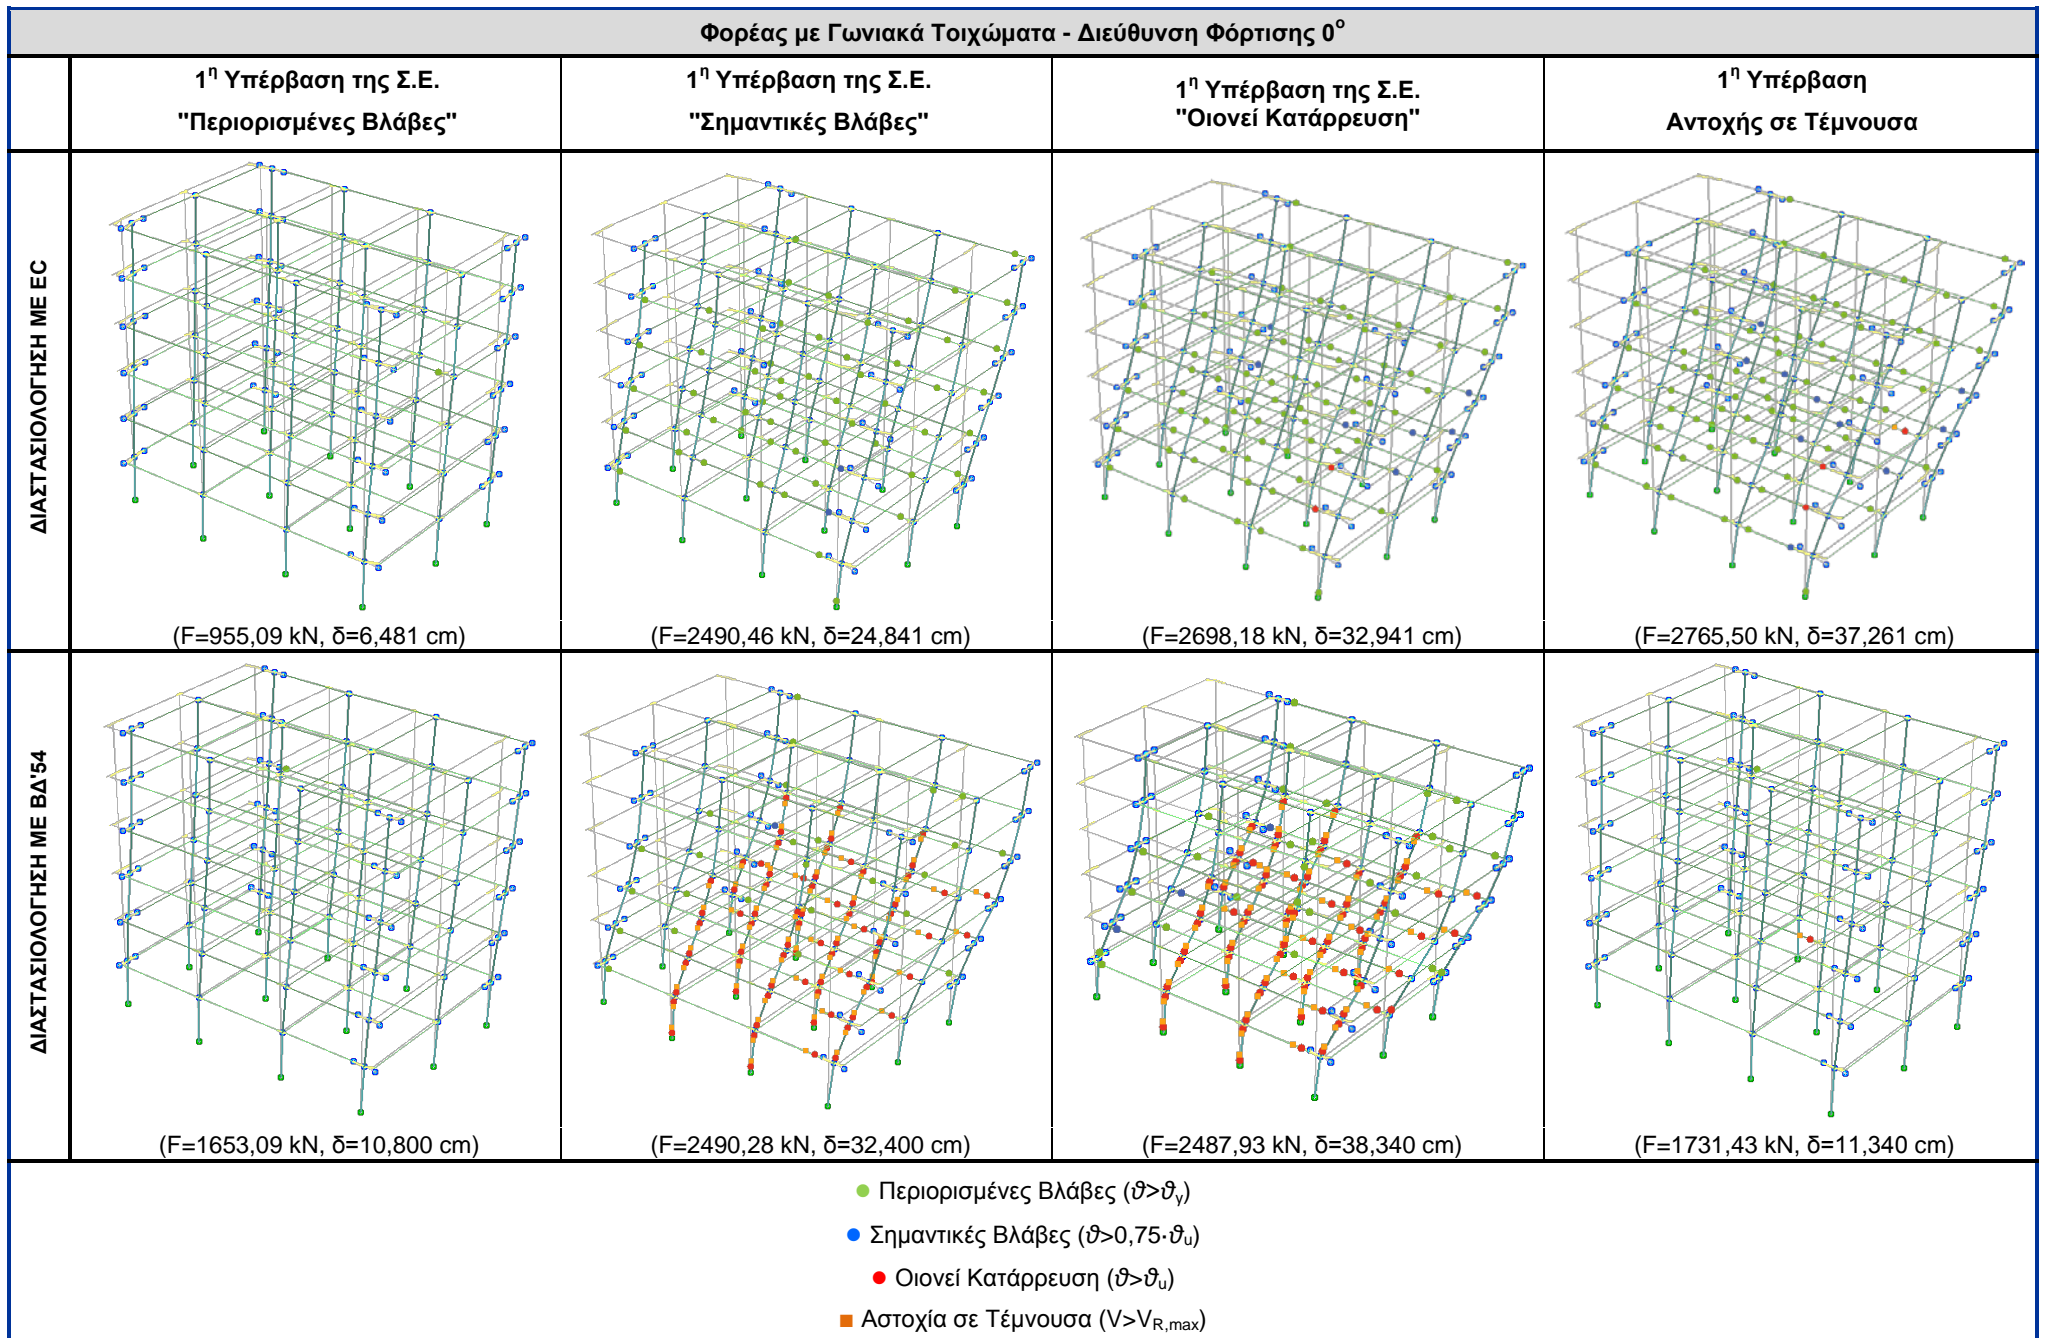 Φορέας με Γωνιακά Τοιχώματα - Διεύθυνση Φόρτισης 0°
1η Υπέρβαση της Σ.Ε.
"Περιορισμένες Βλάβες"
1η Υπέρβαση της Σ.Ε.
"Σημαντικές Βλάβες"
1η Υπέρβαση της Σ.Ε.
"Οιονεί Κατάρρευση"
1η Υπέρβαση
Αντοχής σε Τέμνουσα
ΔΙΑΣΤΑΣΙΟΛΟΓΗΣΗ ΜΕ EC
(F=955,09 kN, δ=6,481 cm)
(F=2490,46 kN, δ=24,841 cm)
(F=2698,18 kN, δ=32,941 cm)
(F=2765,50 kN, δ=37,261 cm)
ΔΙΑΣΤΑΣΙΟΛΟΓΗΣΗ ΜΕ ΒΔ'54
(F=1653,09 kN, δ=10,800 cm)
(F=2490,28 kN, δ=32,400 cm)
(F=2487,93 kN, δ=38,340 cm)
(F=1731,43 kN, δ=11,340 cm)
Περιορισμένες Βλάβες (ϑ>ϑy)
Σημαντικές Βλάβες (ϑ>0,75·ϑu)
Οιονεί Κατάρρευση (ϑ>ϑu)
Αστοχία σε Τέμνουσα (V>VR,max)